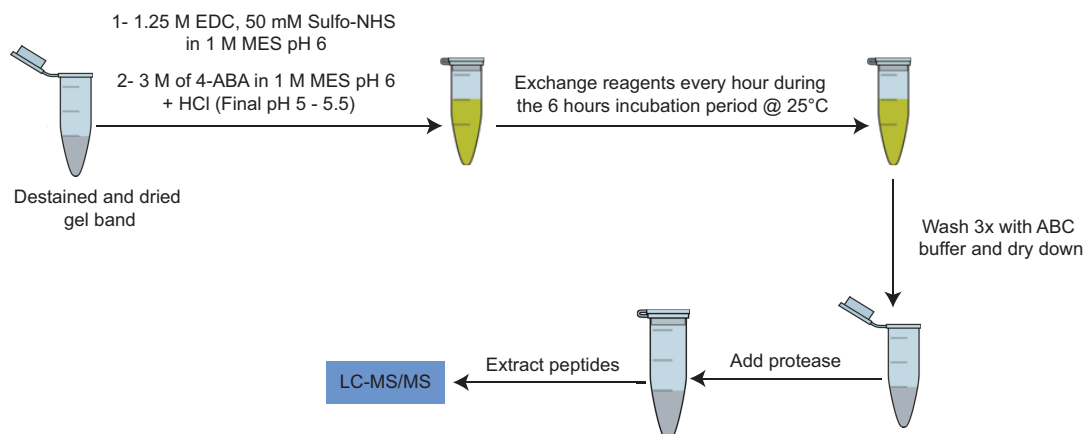 1- 1.25 M EDC, 50 mM Sulfo-NHS
in 1 M MES pH 6
2- 3 M of 4-ABA in 1 M MES pH 6
+ HCl (Final pH 5 - 5.5)
Exchange reagents every hour during
the 6 hours incubation period @ 25°C
Destained and dried
gel band
Wash 3x with ABC
buffer and dry down
Add protease
Extract peptides
LC-MS/MS